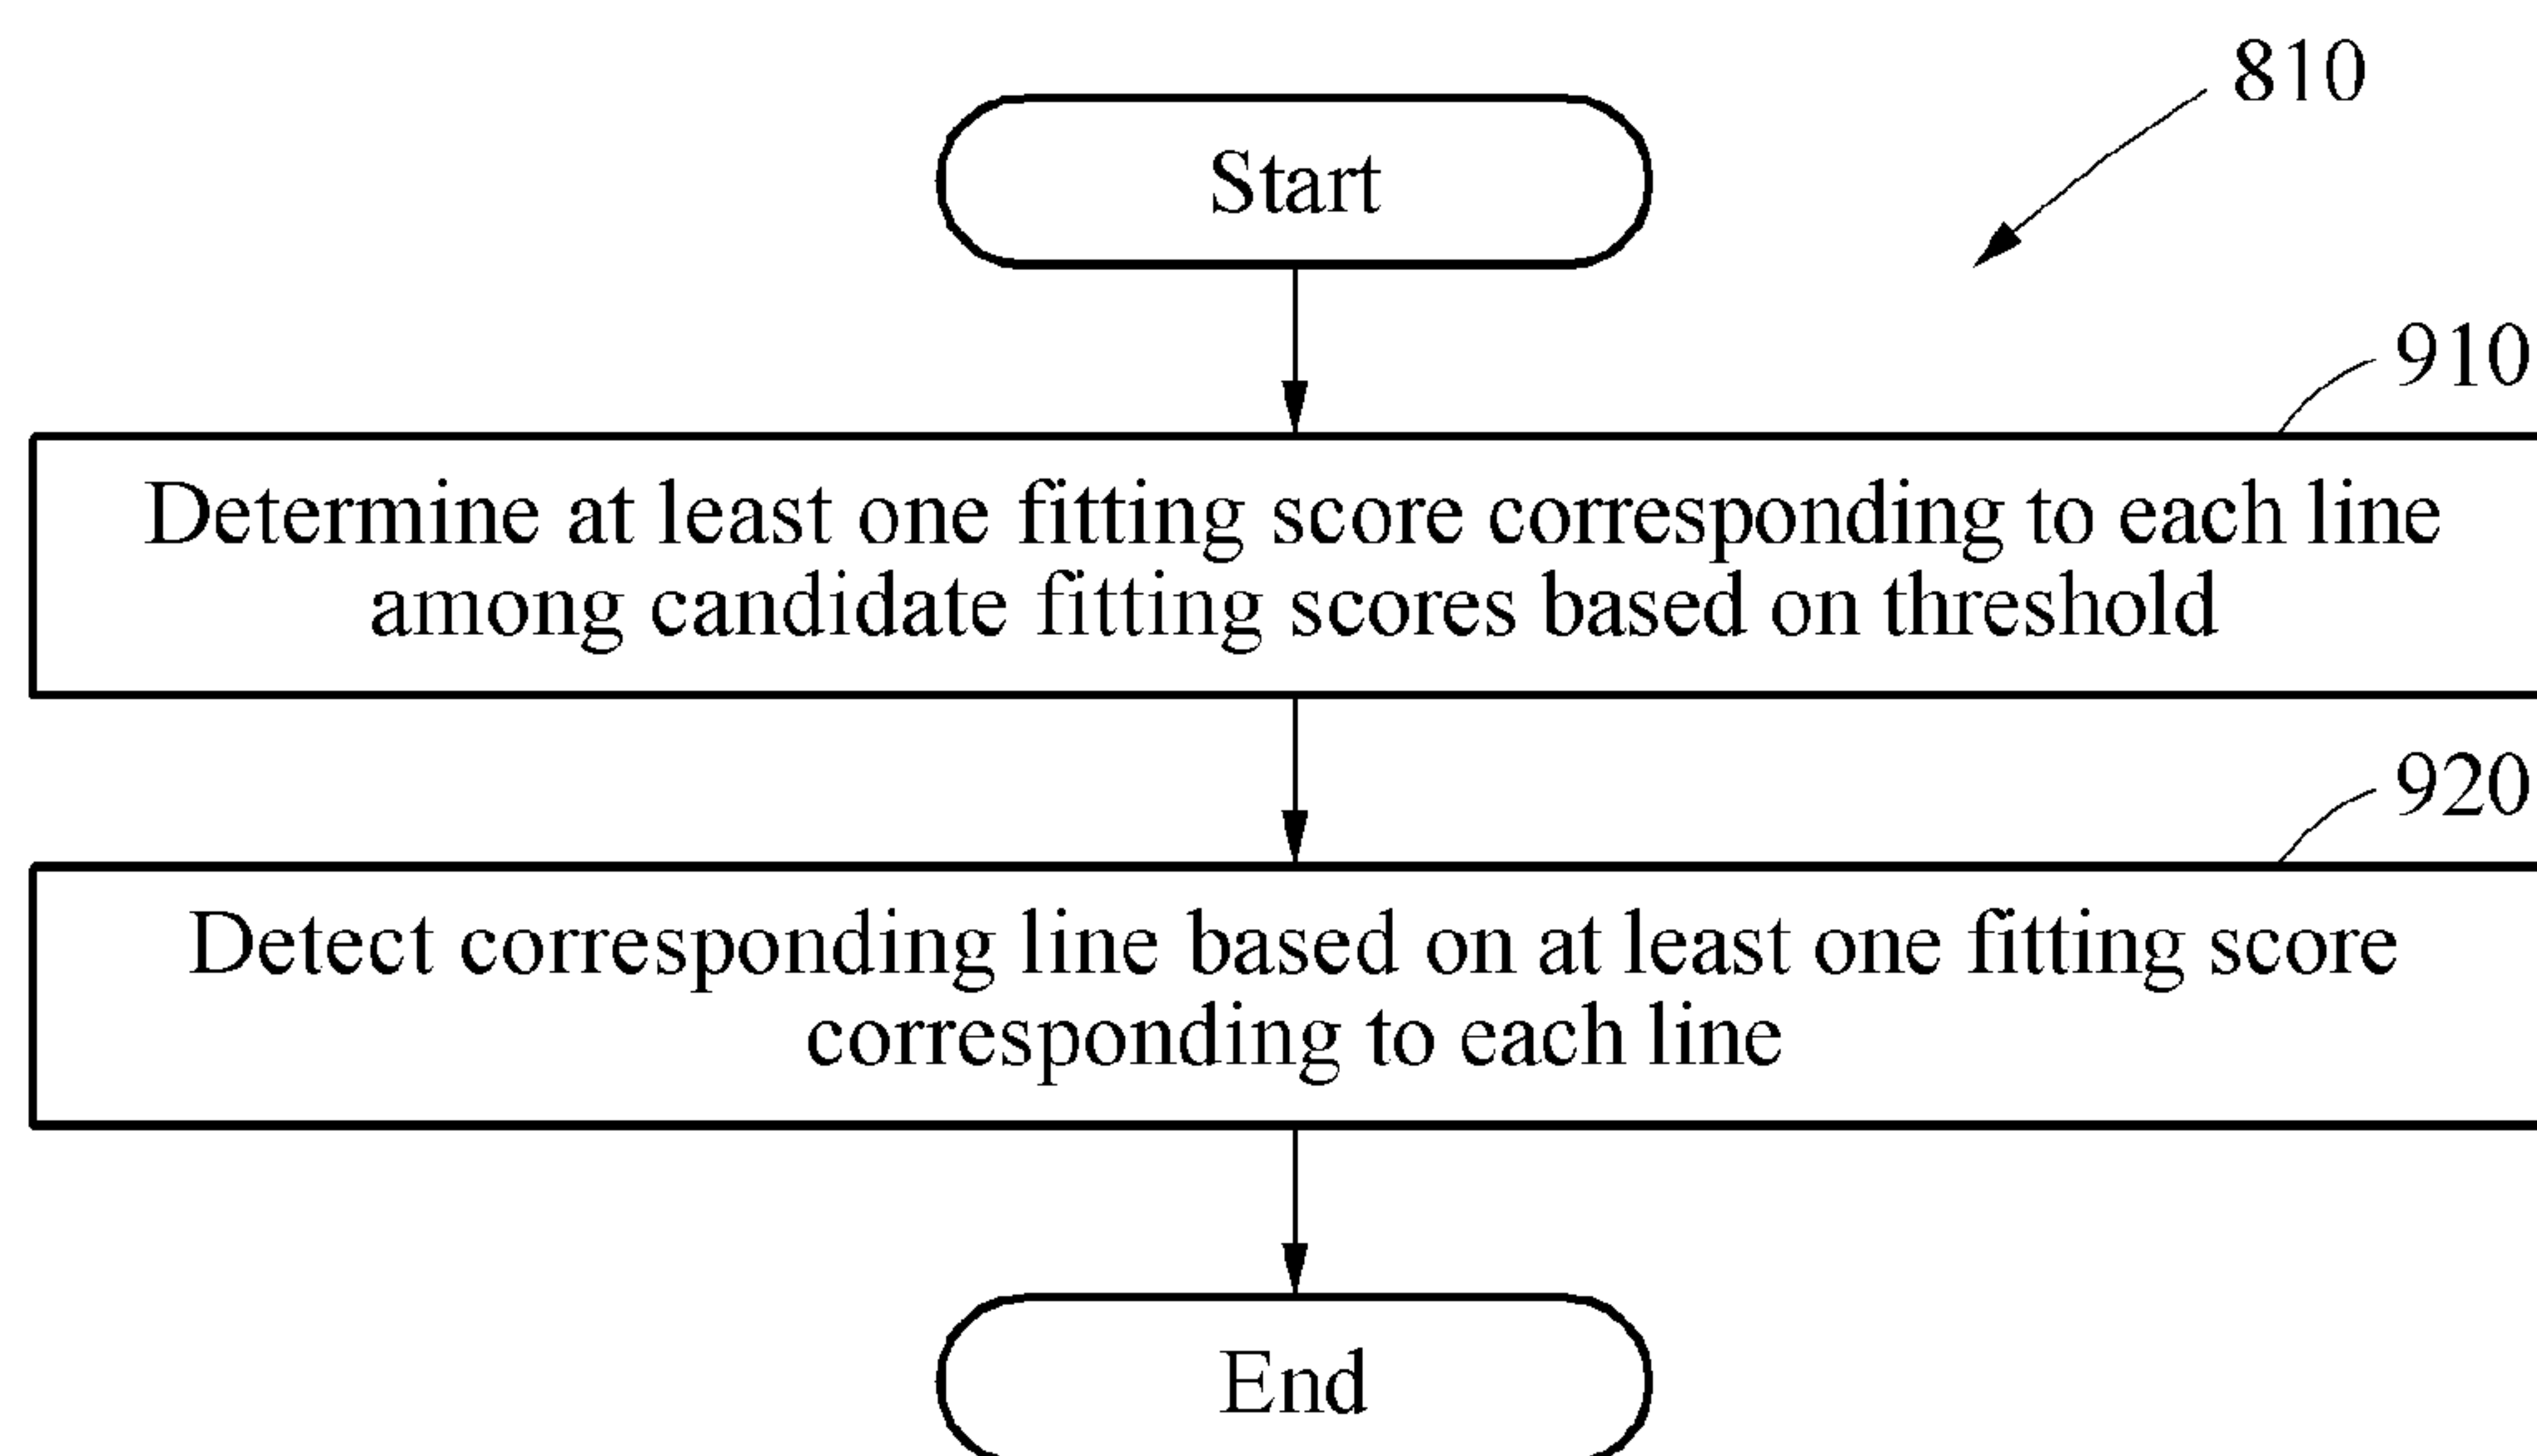 810
Start
910
Determine at least one fitting score corresponding to each line
among candidate fitting scores based on threshold
920
Detect corresponding line based on at least one fitting score
corresponding to each line
End